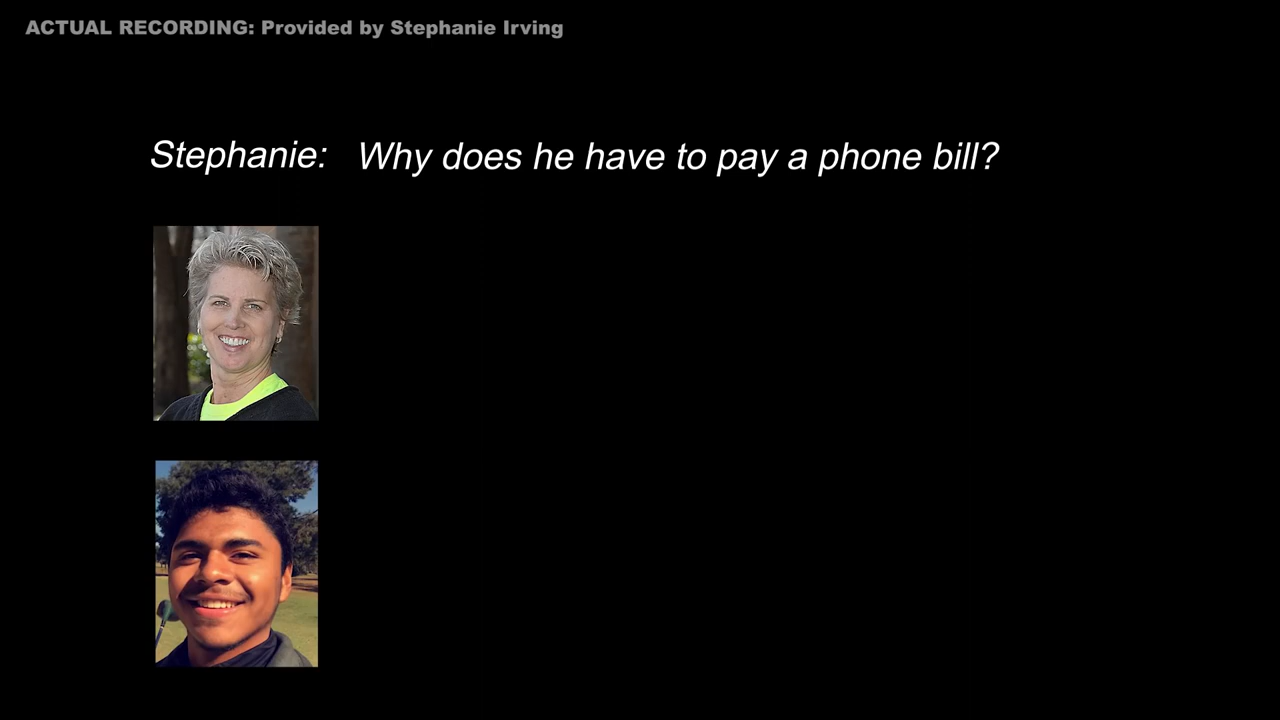 ACTUAL RECORDING: Provided by Stephanie Irving
Stephanie: Why does he have to pay a phone bill?